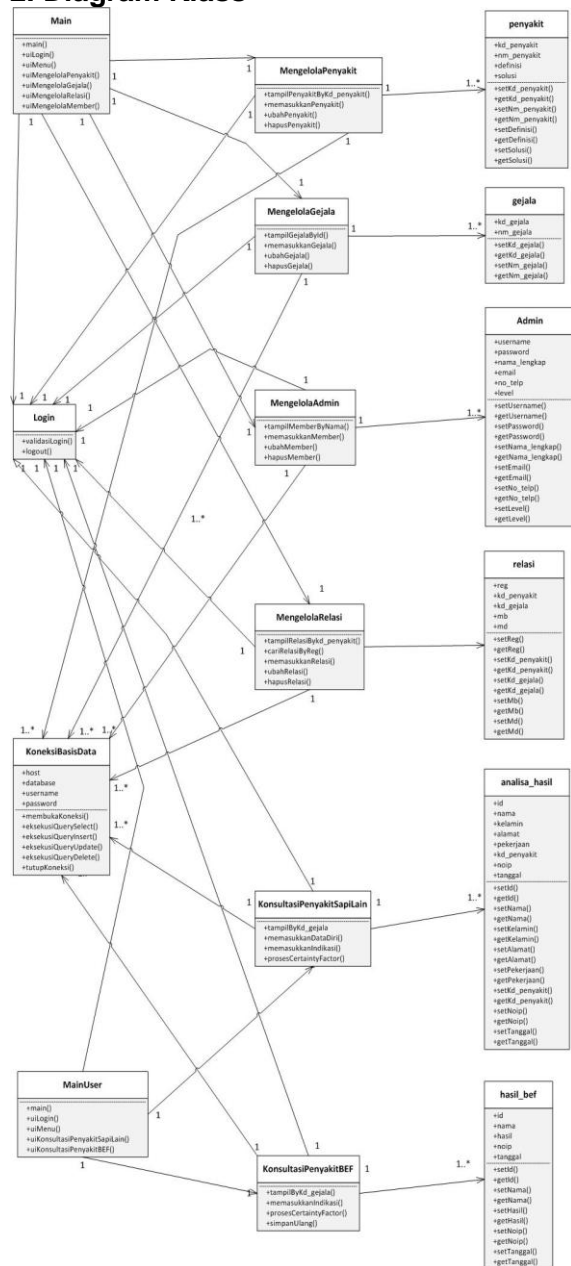 2. Diagram Klass
Main
+main()
+uiLogin()
+uiMenu()
+uiMengelolaPenyakit()
+uiMengelolaGejala()
+uiMengelolaRelasi()
+uiMengelolaMember()
MengelolaPenyakit
+tampilPenyakitByKd_penyakit()
+memasukkanPenyakit()
+ubahPenyakit()
+hapusPenyakit()
penyakit
+kd_penyakit
+nm_penyakit
+definisi
+solusi
+setKd_penyakit()
+getKd_penyakit()
+setNm_penyakit()
+getNm_penyakit()
+setDefinisi()
+getDefinisi()
+setSolusi()
+getSolusi()
MengelolaGejala
+tampilGejalaById()
+memasukkanGejala()
+ubahGejala()
+hapusGejala()
gejala
+kd_gejala
+nm_gejala
+setKd_gejala()
+getKd_gejala()
+setNm_gejala()
+getNm_gejala()
Login
+validasiLogin()
+logout()
MengelolaAdmin
+tampilMemberByNama()
+memasukkanMember()
+ubahMember()
+hapusMember()
Admin
+username
+password
+nama_lengkap
+email
+no_telp
+level
+setUsername()
+getUsername()
+setPassword()
+getPassword()
+setNama_lengkap()
+getNama_lengkap()
+setEmail()
+getEmail()
+setNo_telp()
+getNo_telp()
+setLevel()
+getLevel()
MengelolaRelasi
+tampilRelasiBykd_penyakit()
+cariRelasiByReg()
+memasukkanRelasi()
+ubahRelasi()
+hapusRelasi()
relasi
+reg
+kd_penyakit
+kd_gejala
+mb
+md
+setReg()
+getReg()
+setKd_penyakit()
+getKd_penyakit()
+setKd_gejala()
+getKd_gejala()
+setMb()
+getMb()
+setMd()
+getMd()
KoneksiBasisData
+host
+database
+username
+password
+membukaKoneksi()
+eksekusiQuerySelect()
+eksekusiQueryInsert()
+eksekusiQueryUpdate()
+eksekusiQueryDelete()
+tutupKoneksi()
KonsultasiPenyakitSapiLain
+tampilByKd_gejala
+memasukkanDataDiri()
+memasukkanIndikasi()
+prosesCertaintyFactor()
analisa_hasil
+id
+nama
+kelamin
+alamat
+pekerjaan
+kd_penyakit
+noip
+tanggal
+setId()
+getId()
+setNama()
+getNama()
+setKelamin()
+getKelamin()
+setAlamat()
+getAlamat()
+setPekerjaan()
+getPekerjaan()
+setKd_penyakit()
+getKd_penyakit()
+setNoip()
+getNoip()
+setTanggal()
+getTanggal()
MainUser
+main()
+uiLogin()
+uiMenu()
+uiKonsultasiPenyakitSapiLain()
+uiKonsultasiPenyakitBEF()
KonsultasiPenyakitBEF
+tampilByKd_gejala()
+memasukkanIndikasi()
+prosesCertaintyFactor()
+simpanUlang()
hasil_bef
+id
+nama
+hasil
+noip
+tanggal
+setId()
+getId()
+setNama()
+getNama()
+setHasil()
+getHasil()
+setNoip()
+getNoip()
+setTanggal()
+getTanggal()